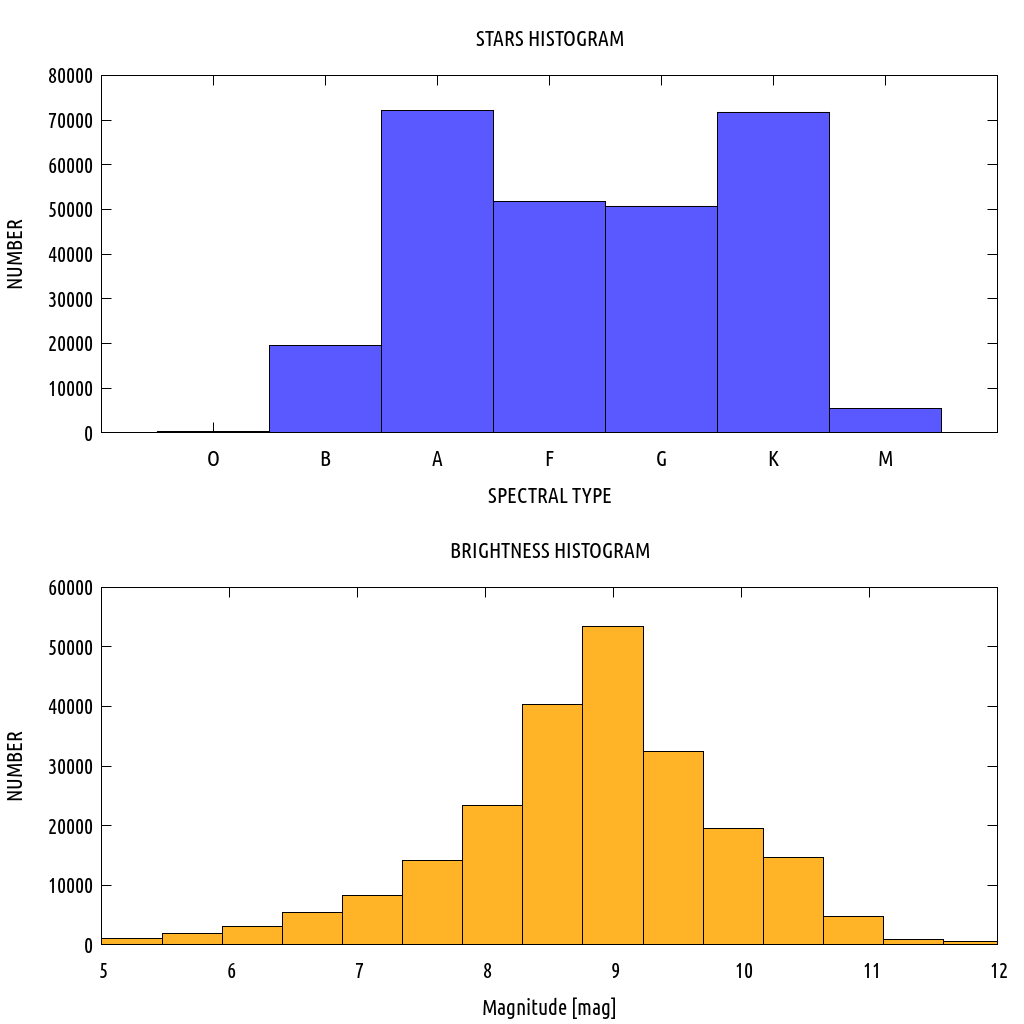 STARS HISTOGRAM
80000
70000
60000
50000
40000
30000
20000
10000
0
NUMBER
O B A F G K M
SPECTRAL TYPE
BRIGHTNESS HISTOGRAM
60000
50000
40000
30000
20000
10000
0
NUMBER
5 6 7 8 9 10 11 12
Magnitude [mag]